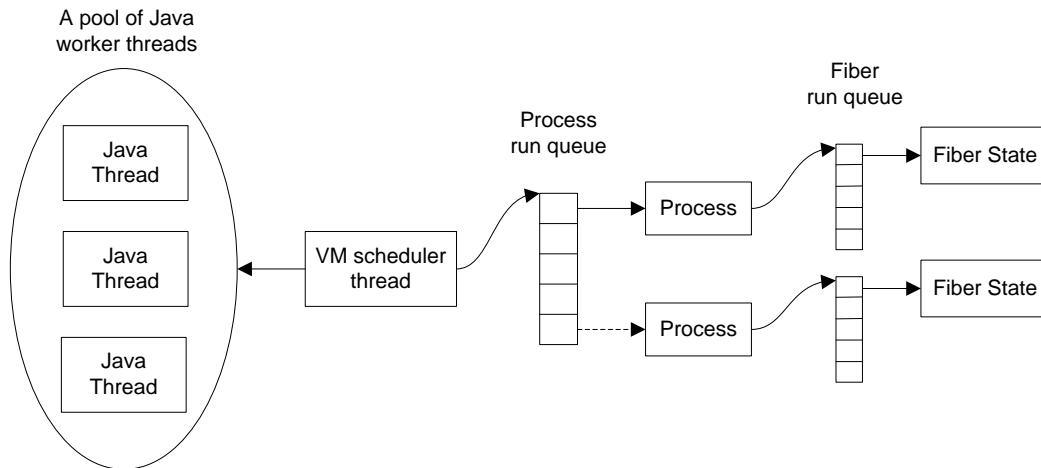 A pool of Java
worker threads
Java
Thread
Java
Thread
Java
Thread
VM scheduler
thread
Process
run queue
Process
Process
Fiber
run queue
Fiber State
Fiber State